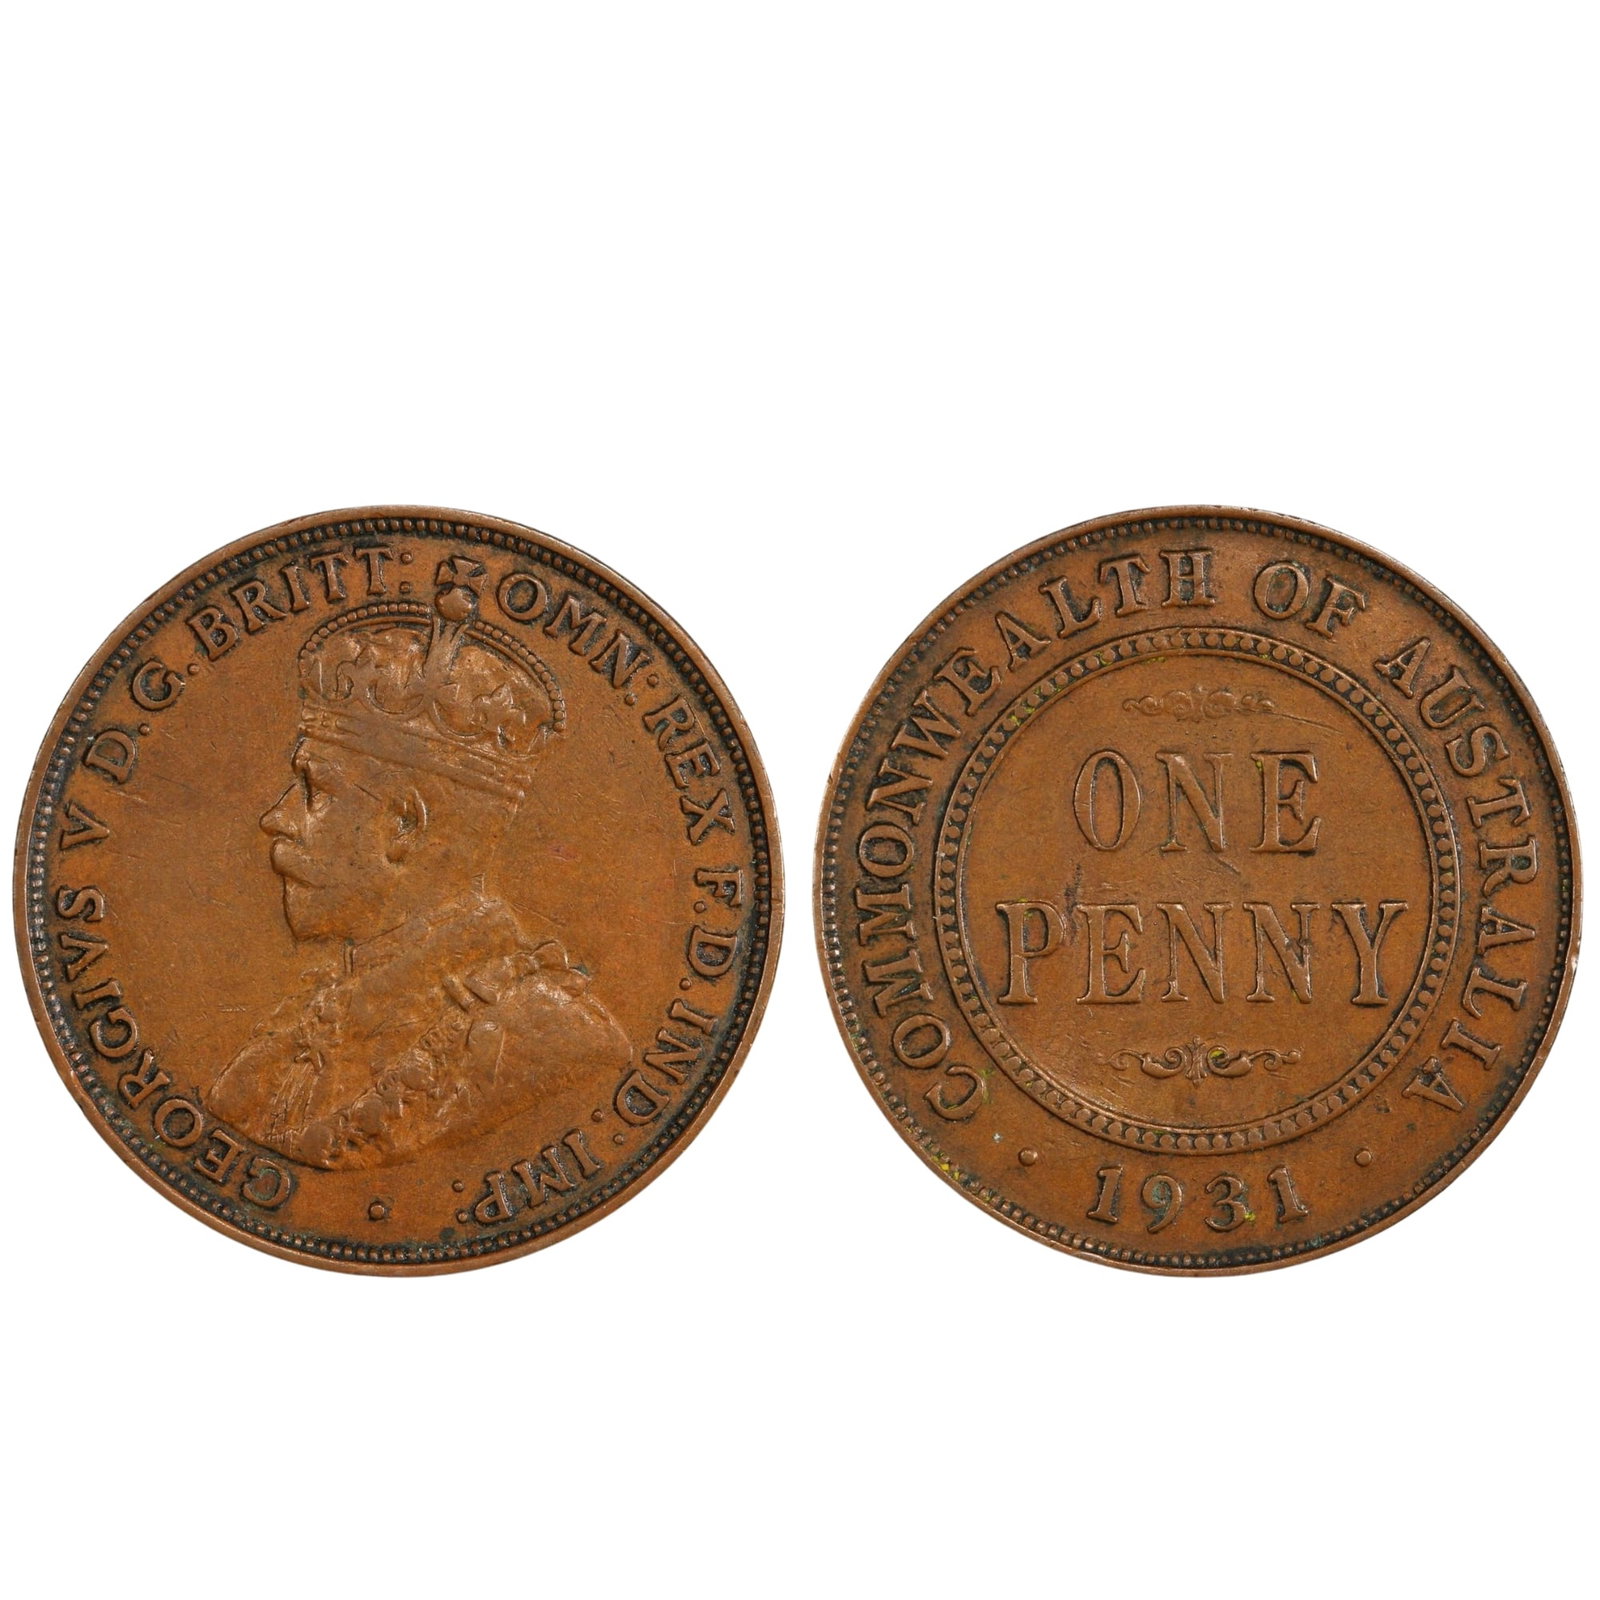 GEORGIVS V D.G.BRITT: OMN: REX F.D.IND: IMP:
COMMONWEALTH OF AUSTRALIA
ONE
PENNY
· 1931 ·